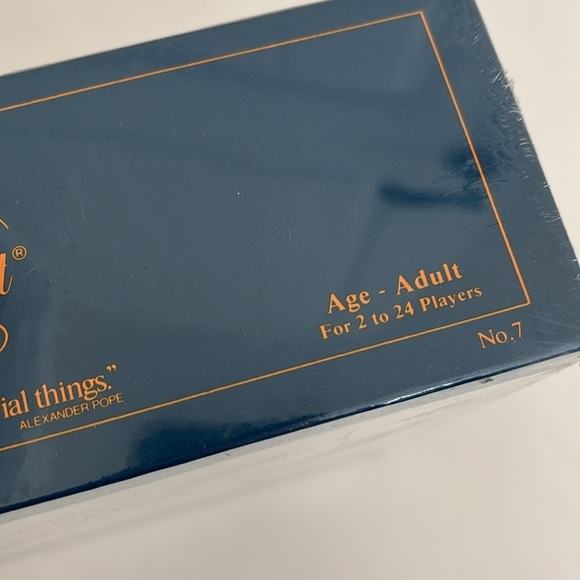 t®
ial things."
ALEXANDER POPE
Age - Adult
For 2 to 24 Players
No.7